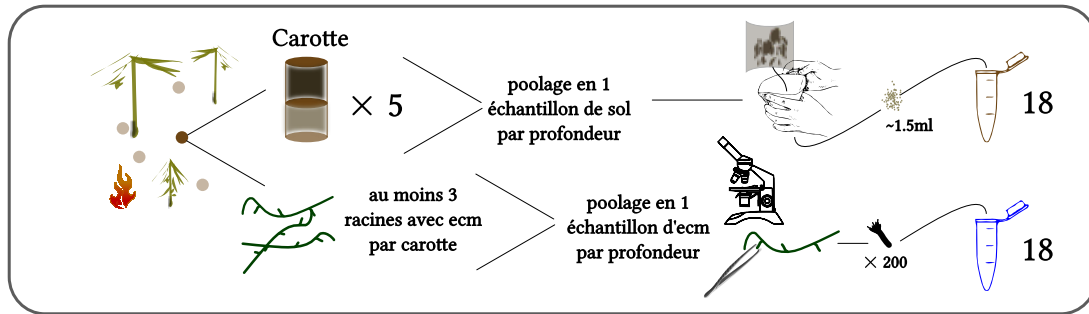 Carotte
× 5
poolage en 1
échantillon de sol
par profondeur
~1.5ml
18
au moins 3
racines avec ecm
par carotte
poolage en 1
échantillon d'ecm
par profondeur
× 200
18